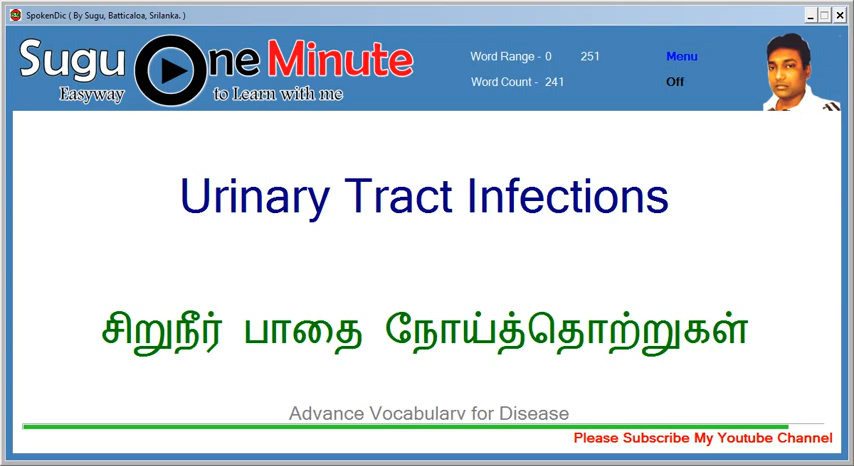 SpokenDic ( By Sugu, Batticaloa, Srilanka. )
Sugu One Minute
Easyway to Learn with me
Word Range - 0 251
Menu
Word Count - 241
Off
Urinary Tract Infections
சிறுநீர் பாதை நோய்த்தொற்றுகள்
Advance Vocabulary for Disease
Please Subscribe My Youtube Channel